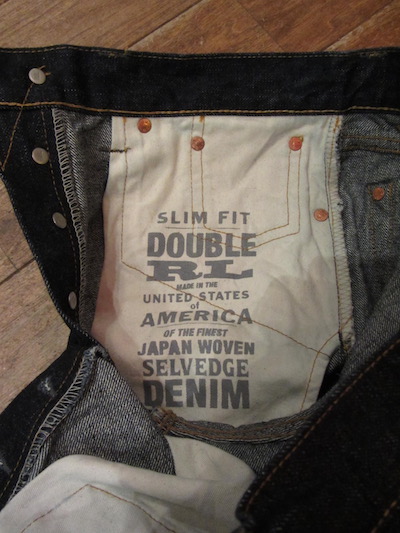 SLIM FIT
DOUBLE
RL
MADE IN THE
UNITED STATES
of
AMERICA
OF THE FINEST
JAPAN WOVEN
SELVEDGE
DENIM